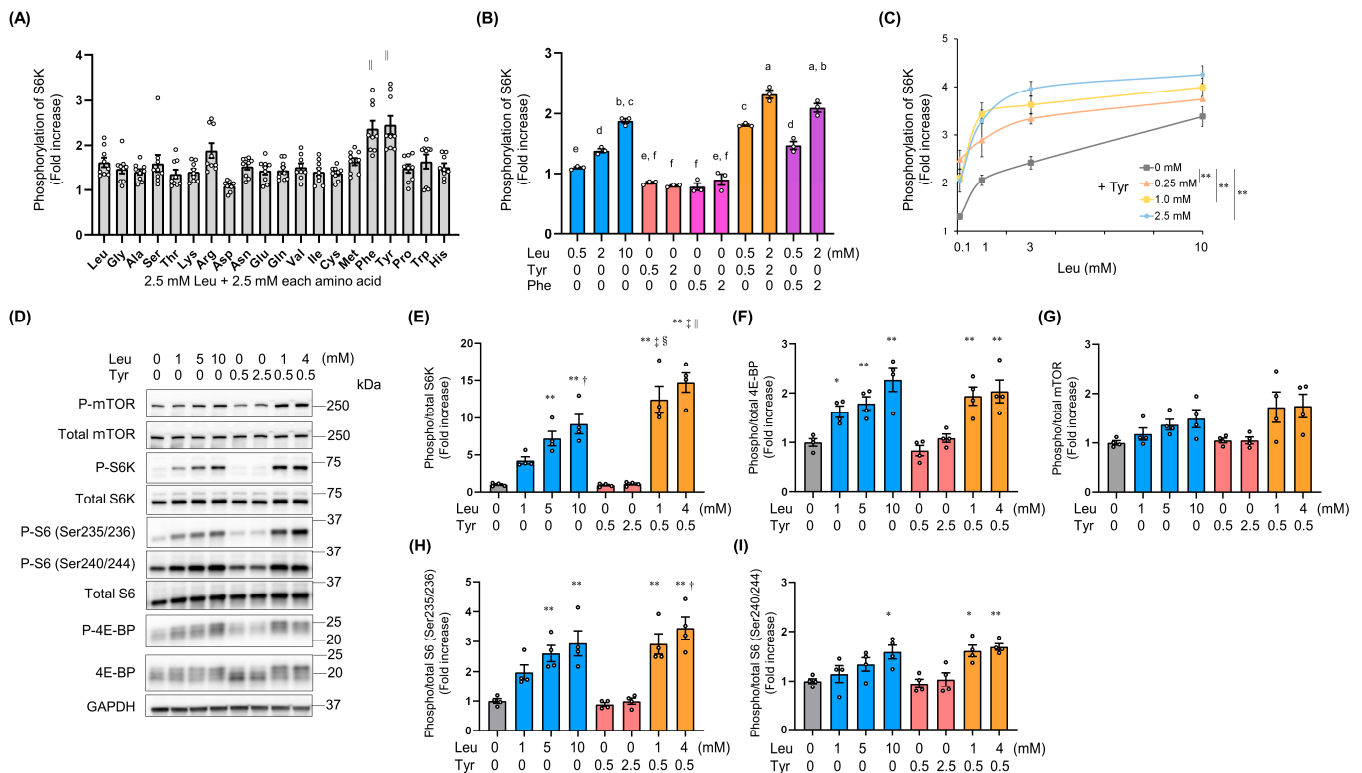 (A)
Phosphorylation of S6K
(Fold increase)
4
3
2
1
0
||
||
Leu Gly Ala Ser Thr Lys Arg Asp Asn Glu Gln Val Ile Cys Met Phe Tyr Pro Trp His
2.5 mM Leu + 2.5 mM each amino acid
(B)
Phosphorylation of S6K
(Fold increase)
3
2
1
0
e d b, c e, f f f e, f c a d a, b
Leu 0.5 2 10 0 0 0 0 0.5 2 0.5 2 (mM)
Tyr 0 0 0 0.5 2 0 0 0.5 2 0 0
Phe 0 0 0 0 0 0.5 2 0 0 0.5 2
(C)
Phosphorylation of S6K
(Fold increase)
5
4
3
2
1
+ Tyr
0 mM
0.25 mM
1.0 mM
2.5 mM
** ** **
0.1 1 3 10
Leu (mM)
(D)
Leu 0 1 5 10 0 0 1 4 (mM)
Tyr 0 0 0 0 0.5 2.5 0.5 0.5
kDa
P-mTOR 250
Total mTOR 250
P-S6K 75
Total S6K 75
P-S6 (Ser235/236) 37
P-S6 (Ser240/244) 37
Total S6 37
P-4E-BP 25
20
4E-BP 25
20
GAPDH 37
(E)
Phospho/total S6K
(Fold increase)
20
15
10
5
0
** ** † ** ‡ § ** ‡ ||
Leu 0 1 5 10 0 0 1 4 (mM)
Tyr 0 0 0 0 0.5 2.5 0.5 0.5
(F)
Phospho/total 4E-BP
(Fold increase)
3
2
1
0
* ** ** ** **
Leu 0 1 5 10 0 0 1 4 (mM)
Tyr 0 0 0 0 0.5 2.5 0.5 0.5
(G)
Phospho/total mTOR
(Fold increase)
3
2
1
0
Leu 0 1 5 10 0 0 1 4 (mM)
Tyr 0 0 0 0 0.5 2.5 0.5 0.5
(H)
Phospho/total S6 (Ser235/236)
(Fold increase)
5
4
3
2
1
0
** ** ** ** †
Leu 0 1 5 10 0 0 1 4 (mM)
Tyr 0 0 0 0 0.5 2.5 0.5 0.5
(I)
Phospho/total S6 (Ser240/244)
(Fold increase)
3
2
1
0
* * **
Leu 0 1 5 10 0 0 1 4 (mM)
Tyr 0 0 0 0 0.5 2.5 0.5 0.5